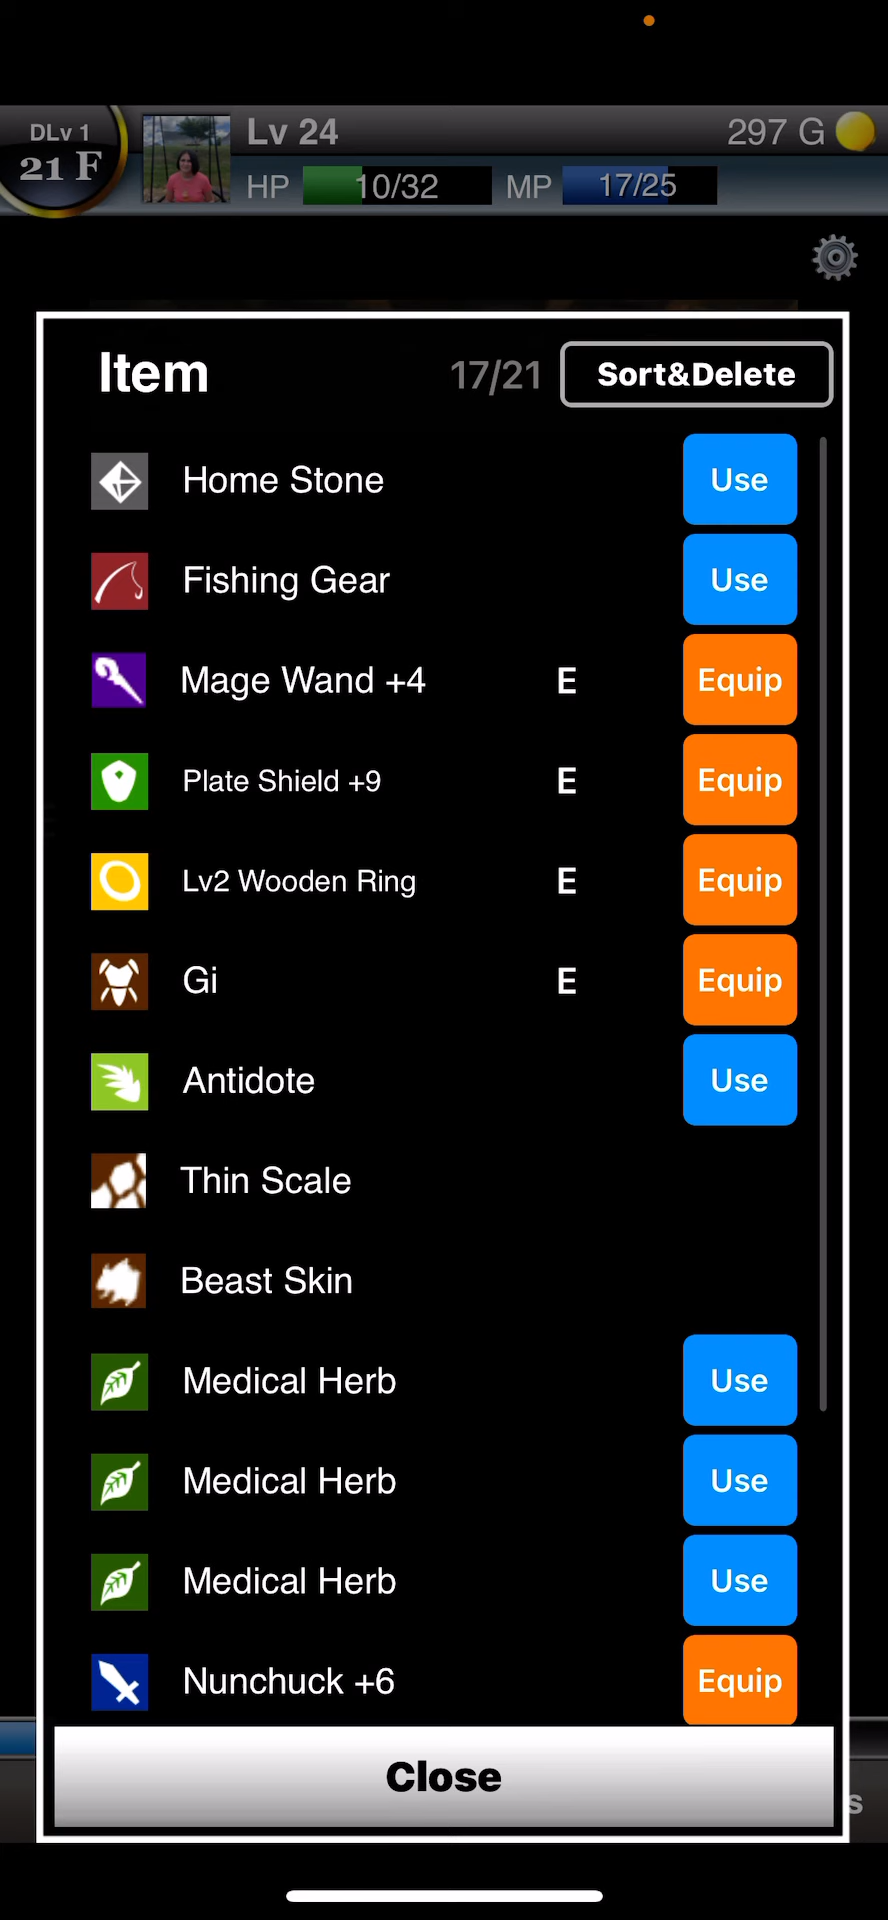 DLv 1
21 F
Lv 24
297 G
HP 10/32 MP 17/25
Item 17/21 Sort&Delete
Home Stone Use
Fishing Gear Use
Mage Wand +4 E Equip
Plate Shield +9 E Equip
Lv2 Wooden Ring E Equip
Gi E Equip
Antidote Use
Thin Scale
Beast Skin
Medical Herb Use
Medical Herb Use
Medical Herb Use
Nunchuck +6 Equip
Close
s